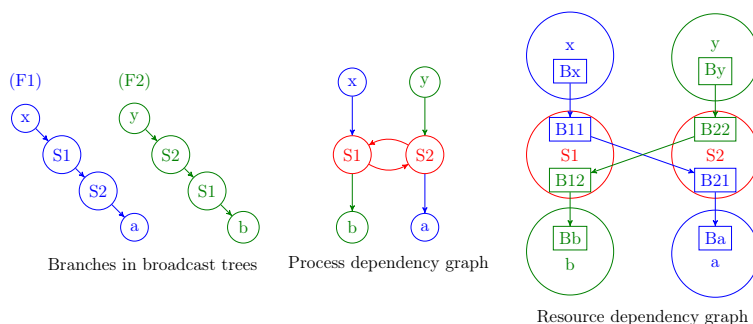 (F1)
x
S1
S2
a
(F2)
y
S2
S1
b
Branches in broadcast trees
x
y
S1
S2
b
a
Process dependency graph
x
Bx
y
By
B11
S1
B12
B22
S2
B21
Bb
b
Ba
a
Resource dependency graph